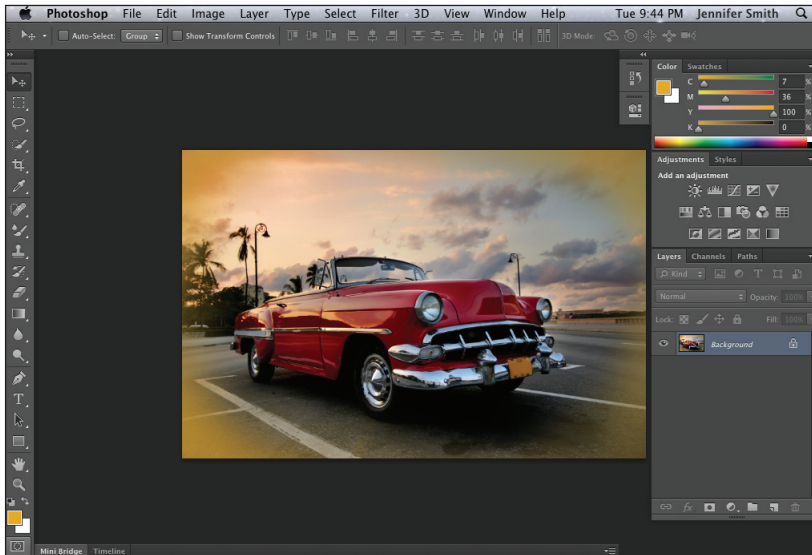 Photoshop File Edit Image Layer Type Select Filter 3D View Window Help Tue 9:44 PM Jennifer Smith
Auto-Select: Group Show Transform Controls 3D Mode:
Color Swatches
C 7 %
M 36 %
Y 100 %
K 0 %
Adjustments Styles
Add an adjustment
Layers Channels Paths
Kind
Normal Opacity: 100%
Lock: Fill: 100%
Background
fx
Mini Bridge Timeline